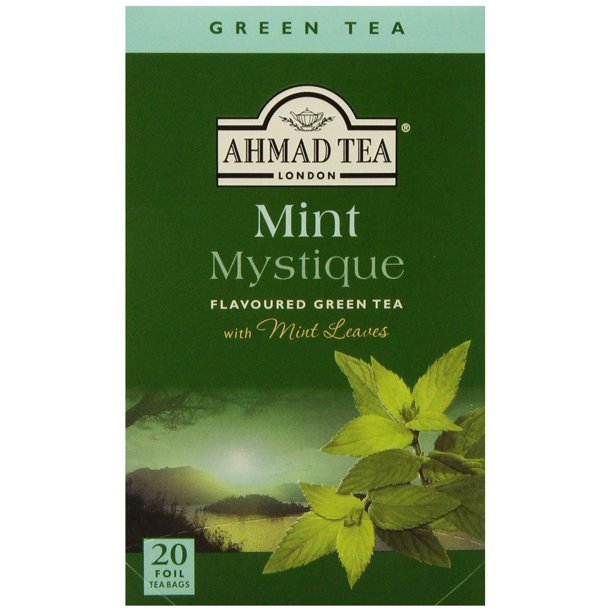 GREEN TEA
AHMAD TEA®
LONDON
Mint
Mystique
FLAVOURED GREEN TEA
with Mint Leaves
20
FOIL
TEA BAGS